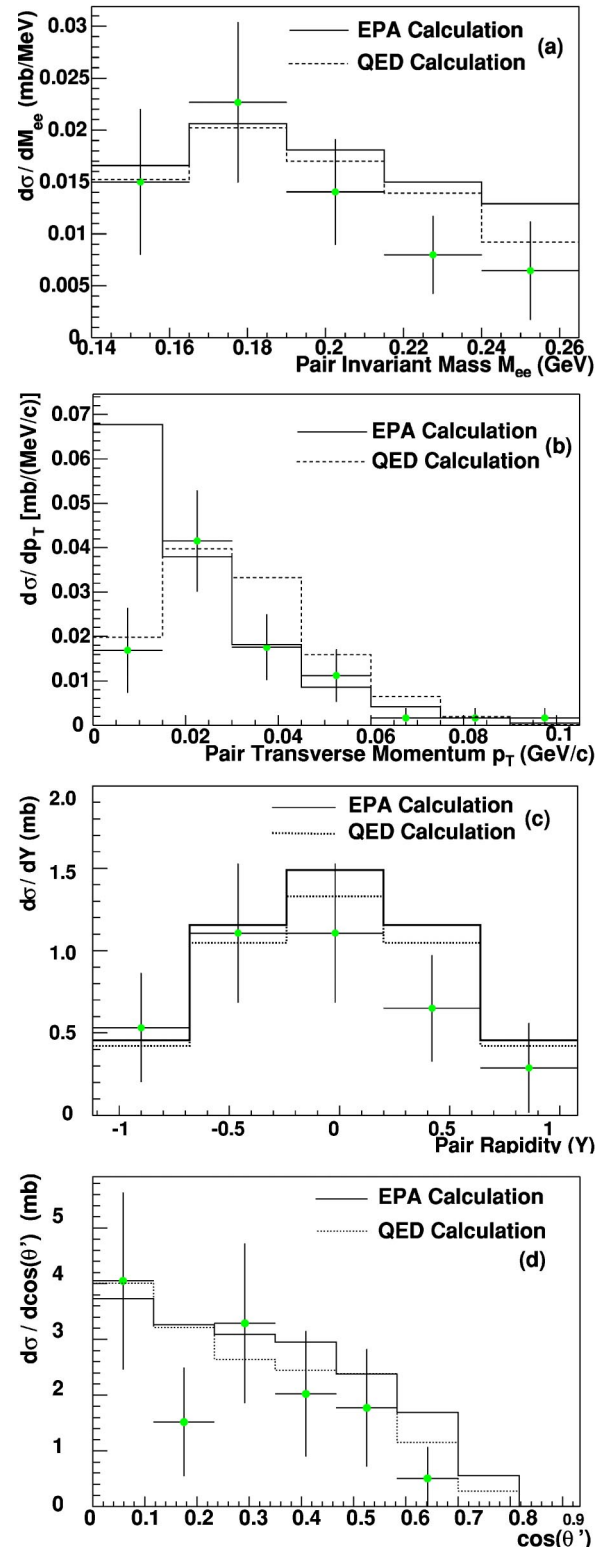 dσ / dM_ee (mb/MeV)
0.03
0.025
0.02
0.015
0.01
0.005
0
EPA Calculation
QED Calculation
(a)
0.14 0.16 0.18 0.2 0.22 0.24 0.26
Pair Invariant Mass M_ee (GeV)
dσ / dp_T [mb/(MeV/c)]
0.07
0.06
0.05
0.04
0.03
0.02
0.01
0
EPA Calculation
QED Calculation
(b)
0 0.02 0.04 0.06 0.08 0.1
Pair Transverse Momentum p_T (GeV/c)
dσ / dY (mb)
2.0
1.5
1.0
0.5
0
EPA Calculation
QED Calculation
(c)
-1 -0.5 0 0.5 1
Pair Rapidity (Y)
dσ / dcos(θ') (mb)
5
4
3
2
1
0
EPA Calculation
QED Calculation
(d)
0 0.1 0.2 0.3 0.4 0.5 0.6 0.7 0.8 0.9
cos(θ')